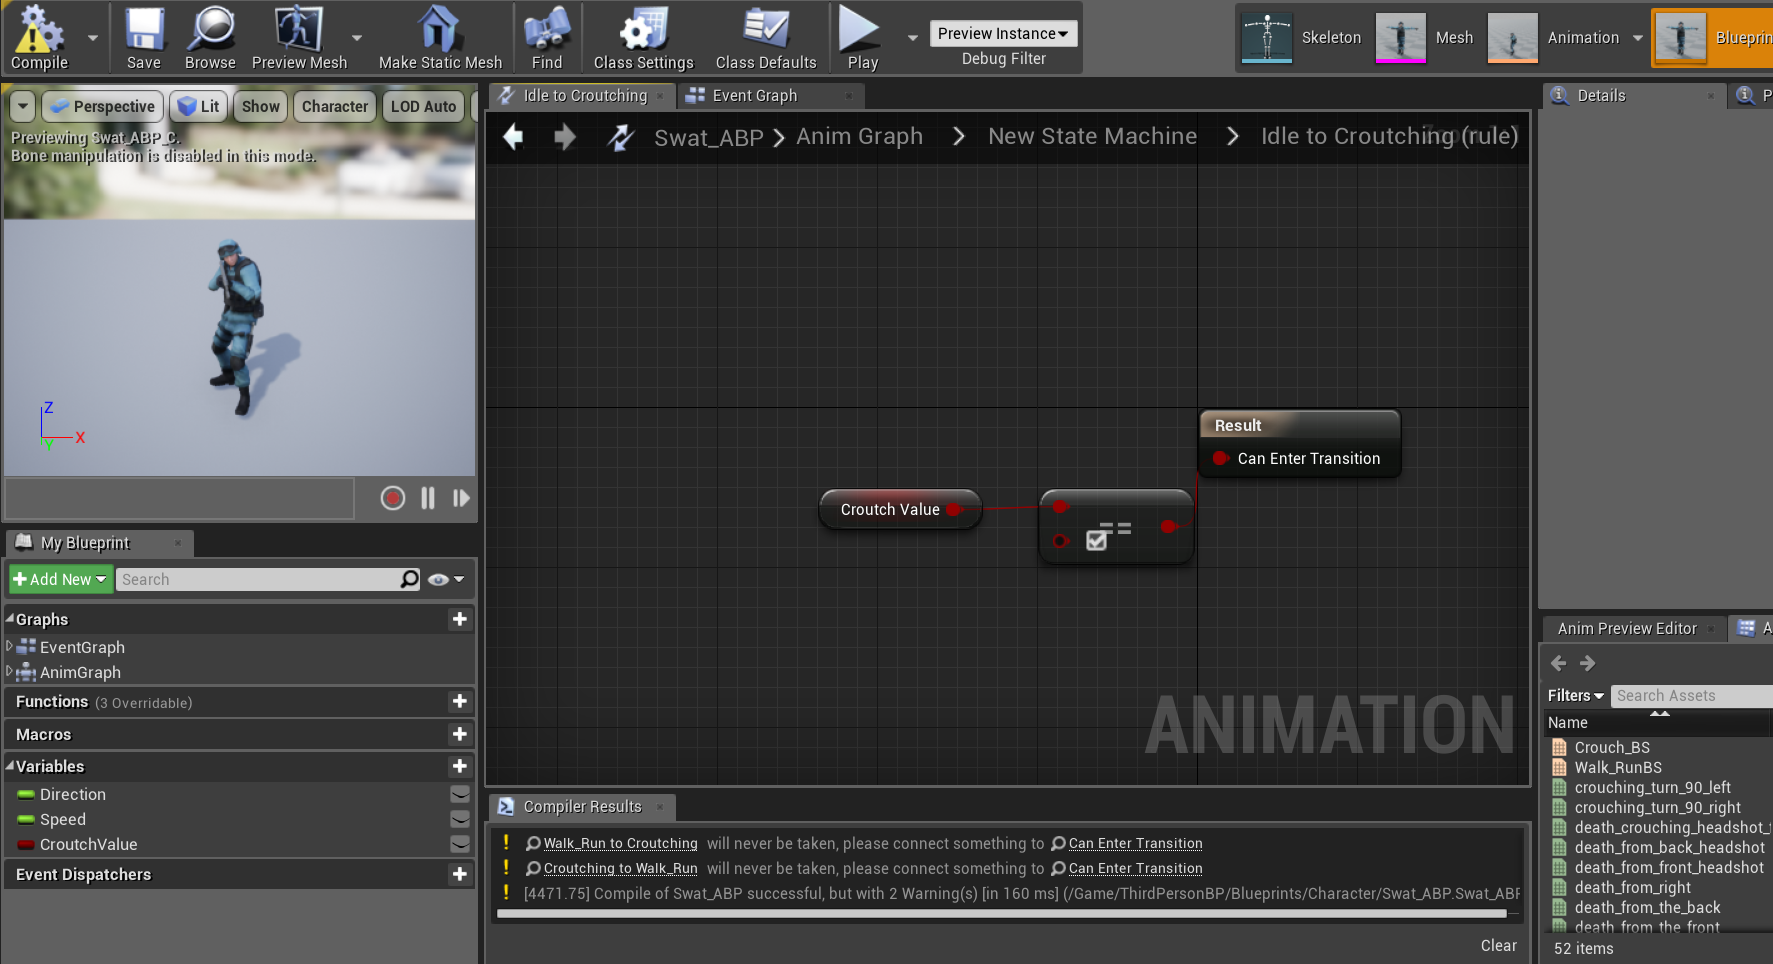 Compile
Save
Browse
Preview Mesh
Make Static Mesh
Find
Class Settings
Class Defaults
Play
Preview Instance
Debug Filter
Skeleton
Mesh
Animation
Blueprin
Perspective
Lit
Show
Character
LOD Auto
Previewing Swat_ABP_C.
Bone manipulation is disabled in this mode.
Z
X
Y
Idle to Croutching
Event Graph
Swat_ABP > Anim Graph > New State Machine > Idle to Croutching (rule)
Croutch Value
==
Result
Can Enter Transition
ANIMATION
My Blueprint
Add New
Search
Graphs
EventGraph
AnimGraph
Functions (3 Overridable)
Macros
Variables
Direction
Speed
CroutchValue
Event Dispatchers
Compiler Results
Walk_Run to Croutching will never be taken, please connect something to Can Enter Transition
Croutching to Walk_Run will never be taken, please connect something to Can Enter Transition
[4471.75] Compile of Swat_ABP successful, but with 2 Warning(s) [in 160 ms] (/Game/ThirdPersonBP/Blueprints/Character/Swat_ABP.Swat_ABP
Clear
Details
P
Anim Preview Editor
A
Filters
Search Assets
Name
Crouch_BS
Walk_RunBS
crouching_turn_90_left
crouching_turn_90_right
death_crouching_headshot_
death_from_back_headshot
death_from_front_headshot
death_from_right
death_from_the_back
death_from_the_front
52 items